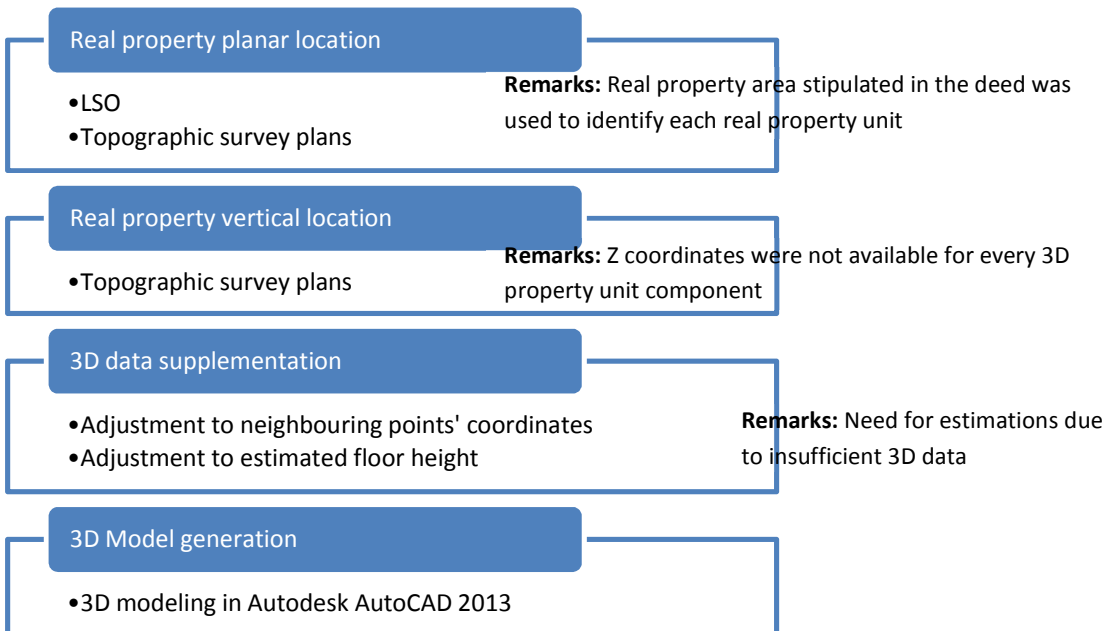 Real property planar location
•LSO
•Topographic survey plans
Remarks: Real property area stipulated in the deed was
used to identify each real property unit
Real property vertical location
•Topographic survey plans
Remarks: Z coordinates were not available for every 3D
property unit component
3D data supplementation
•Adjustment to neighbouring points' coordinates
•Adjustment to estimated floor height
Remarks: Need for estimations due
to insufficient 3D data
3D Model generation
•3D modeling in Autodesk AutoCAD 2013